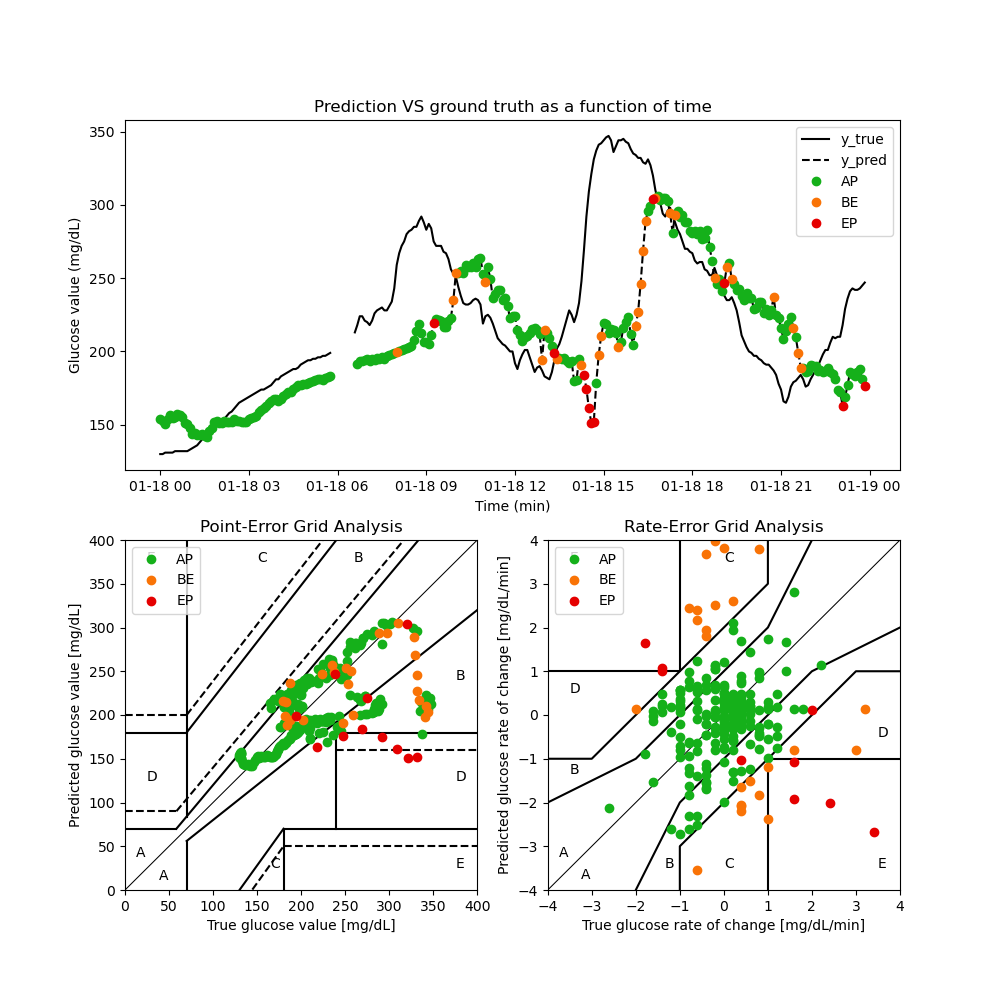 Prediction VS ground truth as a function of time
Glucose value (mg/dL)
350
300
250
200
150
y_true
y_pred
AP
BE
EP
01-18 00 01-18 03 01-18 06 01-18 09 01-18 12 01-18 15 01-18 18 01-18 21 01-19 00
Time (min)
Point-Error Grid Analysis
Predicted glucose value [mg/dL]
400
350
300
250
200
150
100
50
0
AP
BE
EP
C
B
B
D
D
A
A
C
E
0 50 100 150 200 250 300 350 400
True glucose value [mg/dL]
Rate-Error Grid Analysis
Predicted glucose rate of change [mg/dL/min]
4
3
2
1
0
−1
−2
−3
−4
AP
BE
EP
C
D
D
B
A
A
B
C
E
−4 −3 −2 −1 0 1 2 3 4
True glucose rate of change [mg/dL/min]